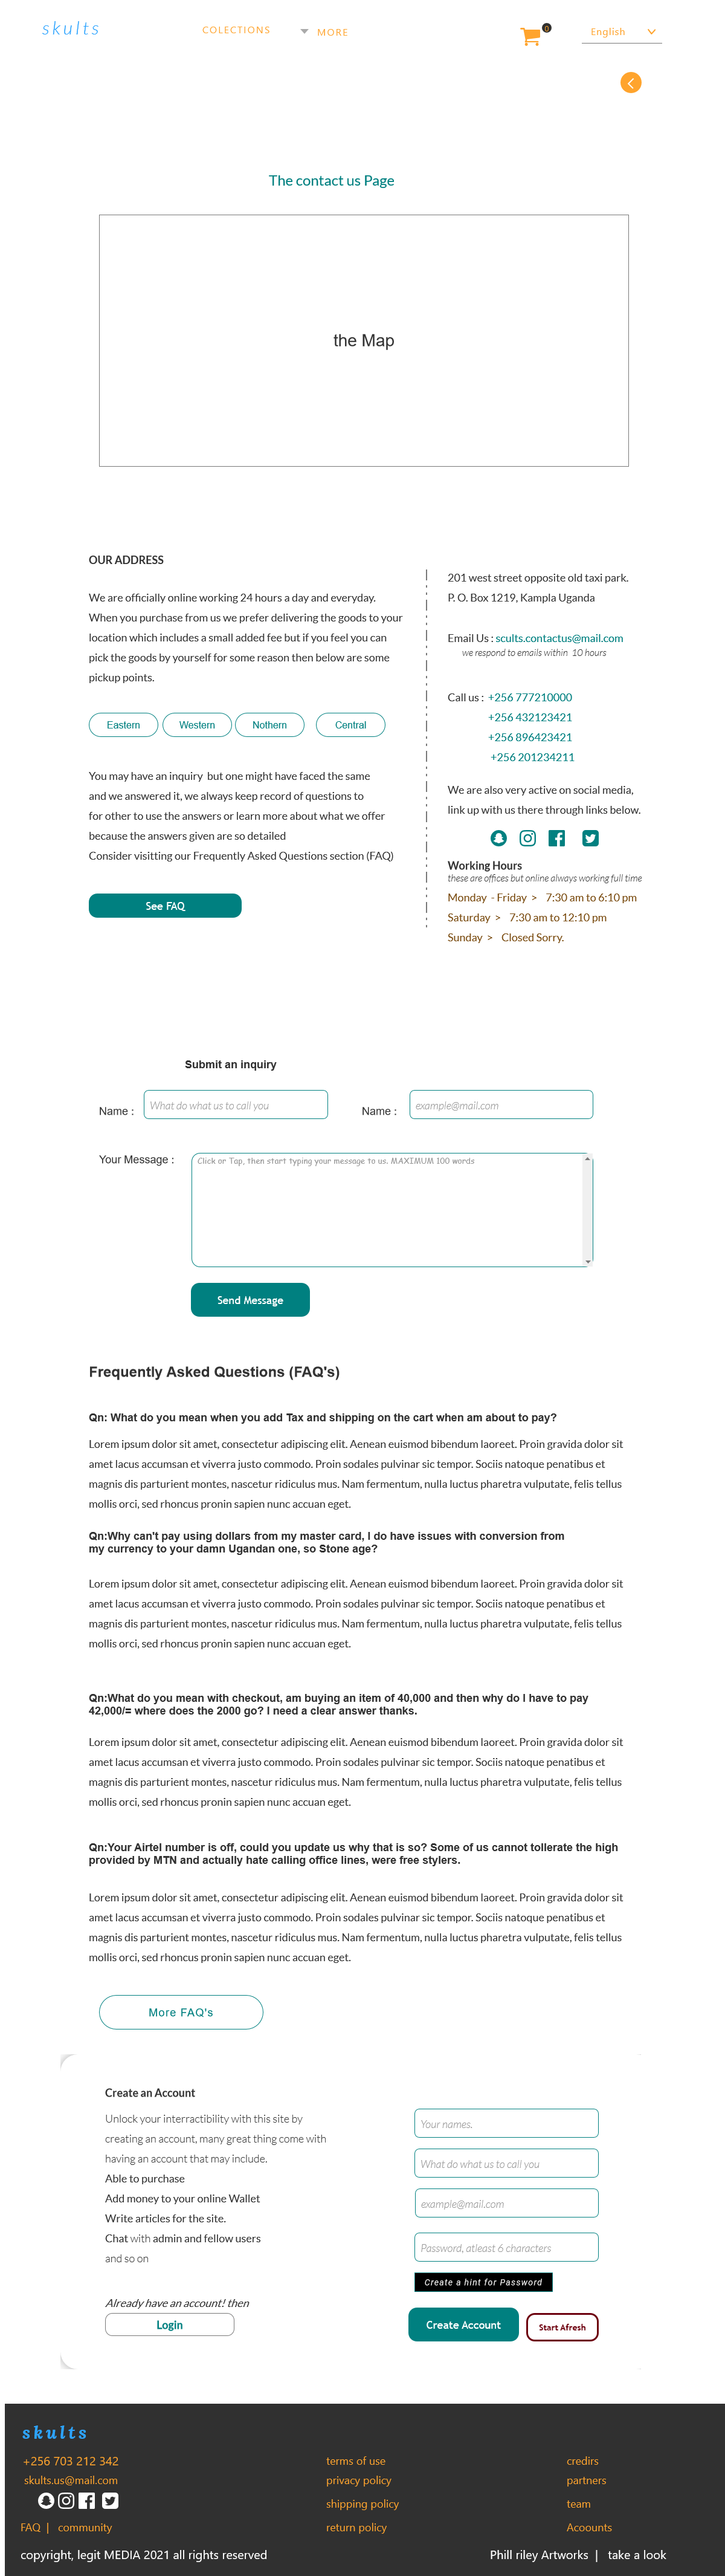 skults
COLECTIONS
MORE
0
English
The contact us Page
the Map
OUR ADDRESS
We are officially online working 24 hours a day and everyday.
When you purchase from us we prefer delivering the goods to your
location which includes a small added fee but if you feel you can
pick the goods by yourself for some reason then below are some
pickup points.
Eastern Western Nothern Central
You may have an inquiry but one might have faced the same
and we answered it, we always keep record of questions to
for other to use the answers or learn more about what we offer
because the answers given are so detailed
Consider visitting our Frequently Asked Questions section (FAQ)
See FAQ
201 west street opposite old taxi park.
P. O. Box 1219, Kampla Uganda
Email Us : scults.contactus@mail.com
we respond to emails within 10 hours
Call us : +256 777210000
+256 432123421
+256 896423421
+256 201234211
We are also very active on social media,
link up with us there through links below.
Working Hours
these are offices but online always working full time
Monday - Friday > 7:30 am to 6:10 pm
Saturday > 7:30 am to 12:10 pm
Sunday > Closed Sorry.
Submit an inquiry
Name : What do what us to call you
Name : example@mail.com
Your Message : Click or Tap, then start typing your message to us. MAXIMUM 100 words
Send Message
Frequently Asked Questions (FAQ's)
Qn: What do you mean when you add Tax and shipping on the cart when am about to pay?
Lorem ipsum dolor sit amet, consectetur adipiscing elit. Aenean euismod bibendum laoreet. Proin gravida dolor sit
amet lacus accumsan et viverra justo commodo. Proin sodales pulvinar sic tempor. Sociis natoque penatibus et
magnis dis parturient montes, nascetur ridiculus mus. Nam fermentum, nulla luctus pharetra vulputate, felis tellus
mollis orci, sed rhoncus pronin sapien nunc accuan eget.
Qn:Why can't pay using dollars from my master card, I do have issues with conversion from
my currency to your damn Ugandan one, so Stone age?
Lorem ipsum dolor sit amet, consectetur adipiscing elit. Aenean euismod bibendum laoreet. Proin gravida dolor sit
amet lacus accumsan et viverra justo commodo. Proin sodales pulvinar sic tempor. Sociis natoque penatibus et
magnis dis parturient montes, nascetur ridiculus mus. Nam fermentum, nulla luctus pharetra vulputate, felis tellus
mollis orci, sed rhoncus pronin sapien nunc accuan eget.
Qn:What do you mean with checkout, am buying an item of 40,000 and then why do I have to pay
42,000/= where does the 2000 go? I need a clear answer thanks.
Lorem ipsum dolor sit amet, consectetur adipiscing elit. Aenean euismod bibendum laoreet. Proin gravida dolor sit
amet lacus accumsan et viverra justo commodo. Proin sodales pulvinar sic tempor. Sociis natoque penatibus et
magnis dis parturient montes, nascetur ridiculus mus. Nam fermentum, nulla luctus pharetra vulputate, felis tellus
mollis orci, sed rhoncus pronin sapien nunc accuan eget.
Qn:Your Airtel number is off, could you update us why that is so? Some of us cannot tollerate the high
provided by MTN and actually hate calling office lines, were free stylers.
Lorem ipsum dolor sit amet, consectetur adipiscing elit. Aenean euismod bibendum laoreet. Proin gravida dolor sit
amet lacus accumsan et viverra justo commodo. Proin sodales pulvinar sic tempor. Sociis natoque penatibus et
magnis dis parturient montes, nascetur ridiculus mus. Nam fermentum, nulla luctus pharetra vulputate, felis tellus
mollis orci, sed rhoncus pronin sapien nunc accuan eget.
More FAQ's
Create an Account
Unlock your interractibility with this site by
creating an account, many great thing come with
having an account that may include.
Able to purchase
Add money to your online Wallet
Write articles for the site.
Chat with admin and fellow users
and so on
Already have an account! then
Login
Your names.
What do what us to call you
example@mail.com
Password, atleast 6 characters
Create a hint for Password
Create Account
Start Afresh
skults
+256 703 212 342
skults.us@mail.com
FAQ | community
terms of use
privacy policy
shipping policy
return policy
credirs
partners
team
Acoounts
copyright, legit MEDIA 2021 all rights reserved
Phill riley Artworks | take a look